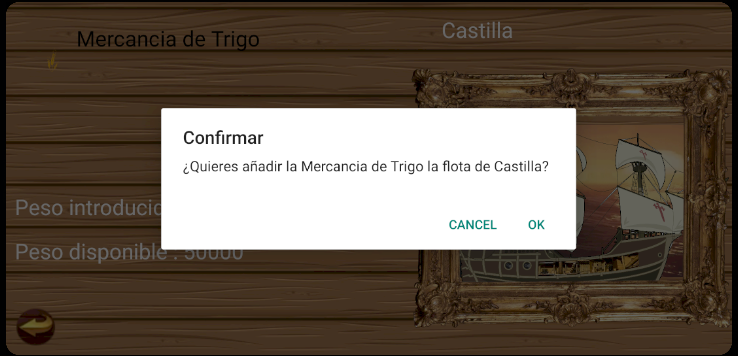 Mercancia de Trigo
Castilla
Confirmar
¿Quieres añadir la Mercancia de Trigo la flota de Castilla?
CANCEL
OK
Peso introducid
Peso disponible : 50000